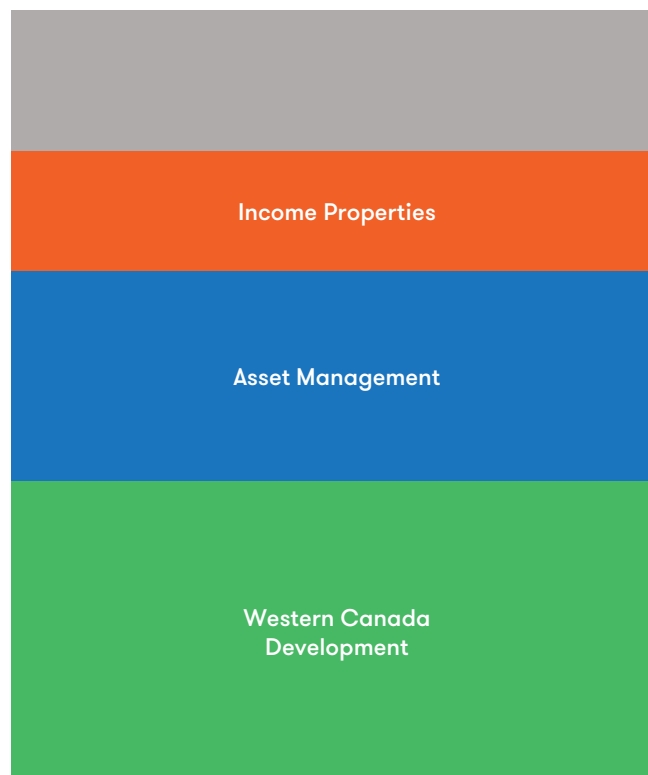 Income Properties
Asset Management
Western Canada
Development